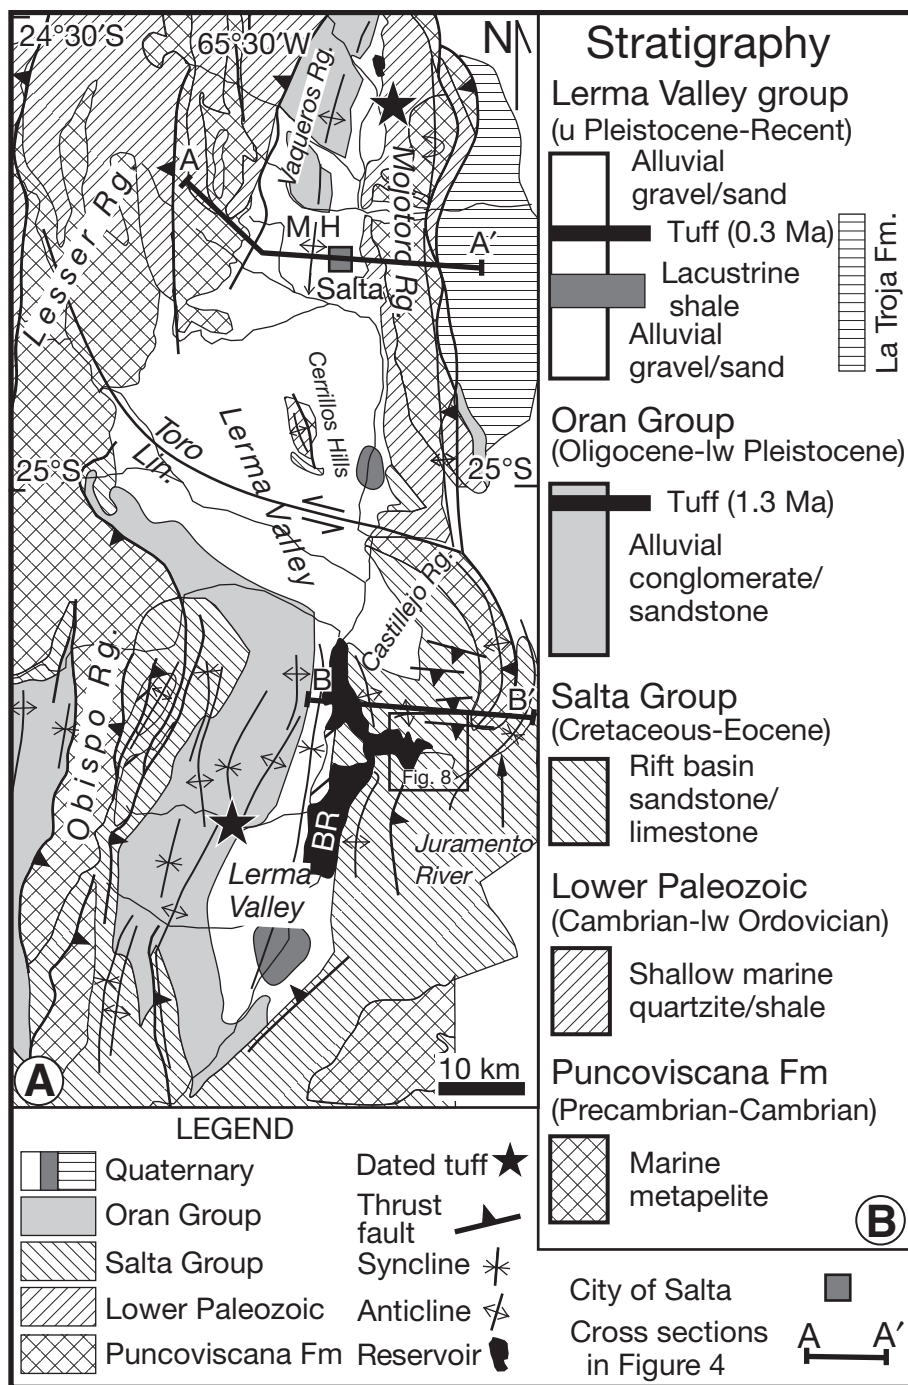 24°30′S
65°30′W
N
Vaqueros Rg.
A
Mojotoro Rg.
Lesser Rg.
M H
A′
Salta
Cerrillos Hills
Toro
Lin.
Lerma
Valley
25°S
25°S
Castillejo Rg.
Obispo Rg.
B
B′
Fig. 8
BR
Juramento
River
Lerma
Valley
A
10 km
Stratigraphy
Lerma Valley group
(u Pleistocene-Recent)
Alluvial
gravel/sand
Tuff (0.3 Ma)
Lacustrine
shale
Alluvial
gravel/sand
La Troja Fm.
Oran Group
(Oligocene-lw Pleistocene)
Tuff (1.3 Ma)
Alluvial
conglomerate/
sandstone
Salta Group
(Cretaceous-Eocene)
Rift basin
sandstone/
limestone
Lower Paleozoic
(Cambrian-lw Ordovician)
Shallow marine
quartzite/shale
Puncoviscana Fm
(Precambrian-Cambrian)
Marine
metapelite
B
LEGEND
Quaternary
Oran Group
Salta Group
Lower Paleozoic
Puncoviscana Fm
Dated tuff
Thrust
fault
Syncline
Anticline
Reservoir
City of Salta
Cross sections
in Figure 4
A
A′